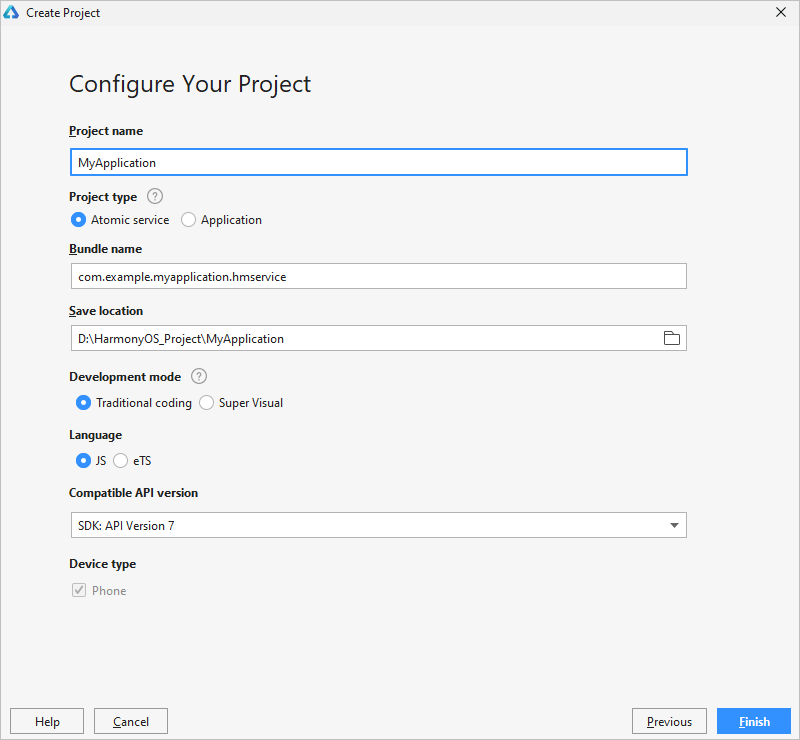 Create Project
Configure Your Project
Project name
MyApplication
Project type ?
Atomic service Application
Bundle name
com.example.myapplication.hmservice
Save location
D:\HarmonyOS_Project\MyApplication
Development mode ?
Traditional coding Super Visual
Language
JS eTS
Compatible API version
SDK: API Version 7
Device type
Phone
Help Cancel Previous Finish